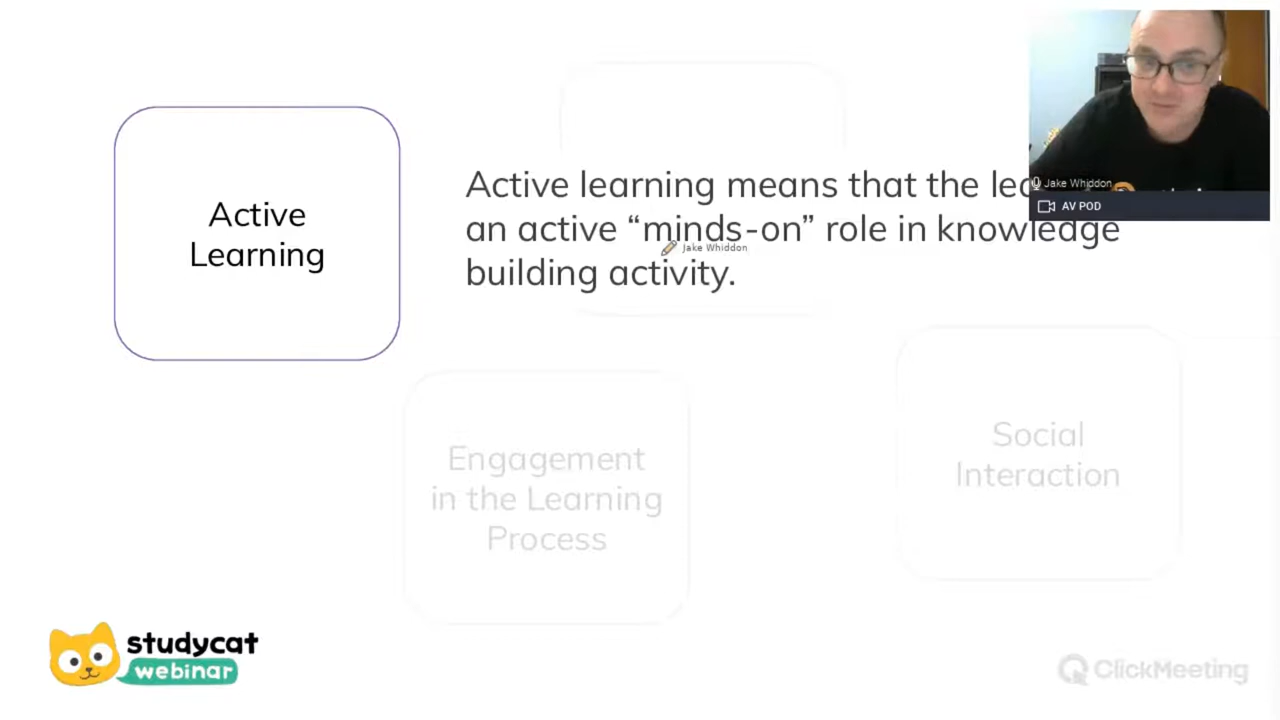 Active
Learning
Active learning means that the
an active “minds-on” role in knowledge
building activity.
Jake Whiddon
Jake Whiddon
AV POD
Engagement
in the Learning
Process
Social
Interaction
studycat
webinar
ClickMeeting